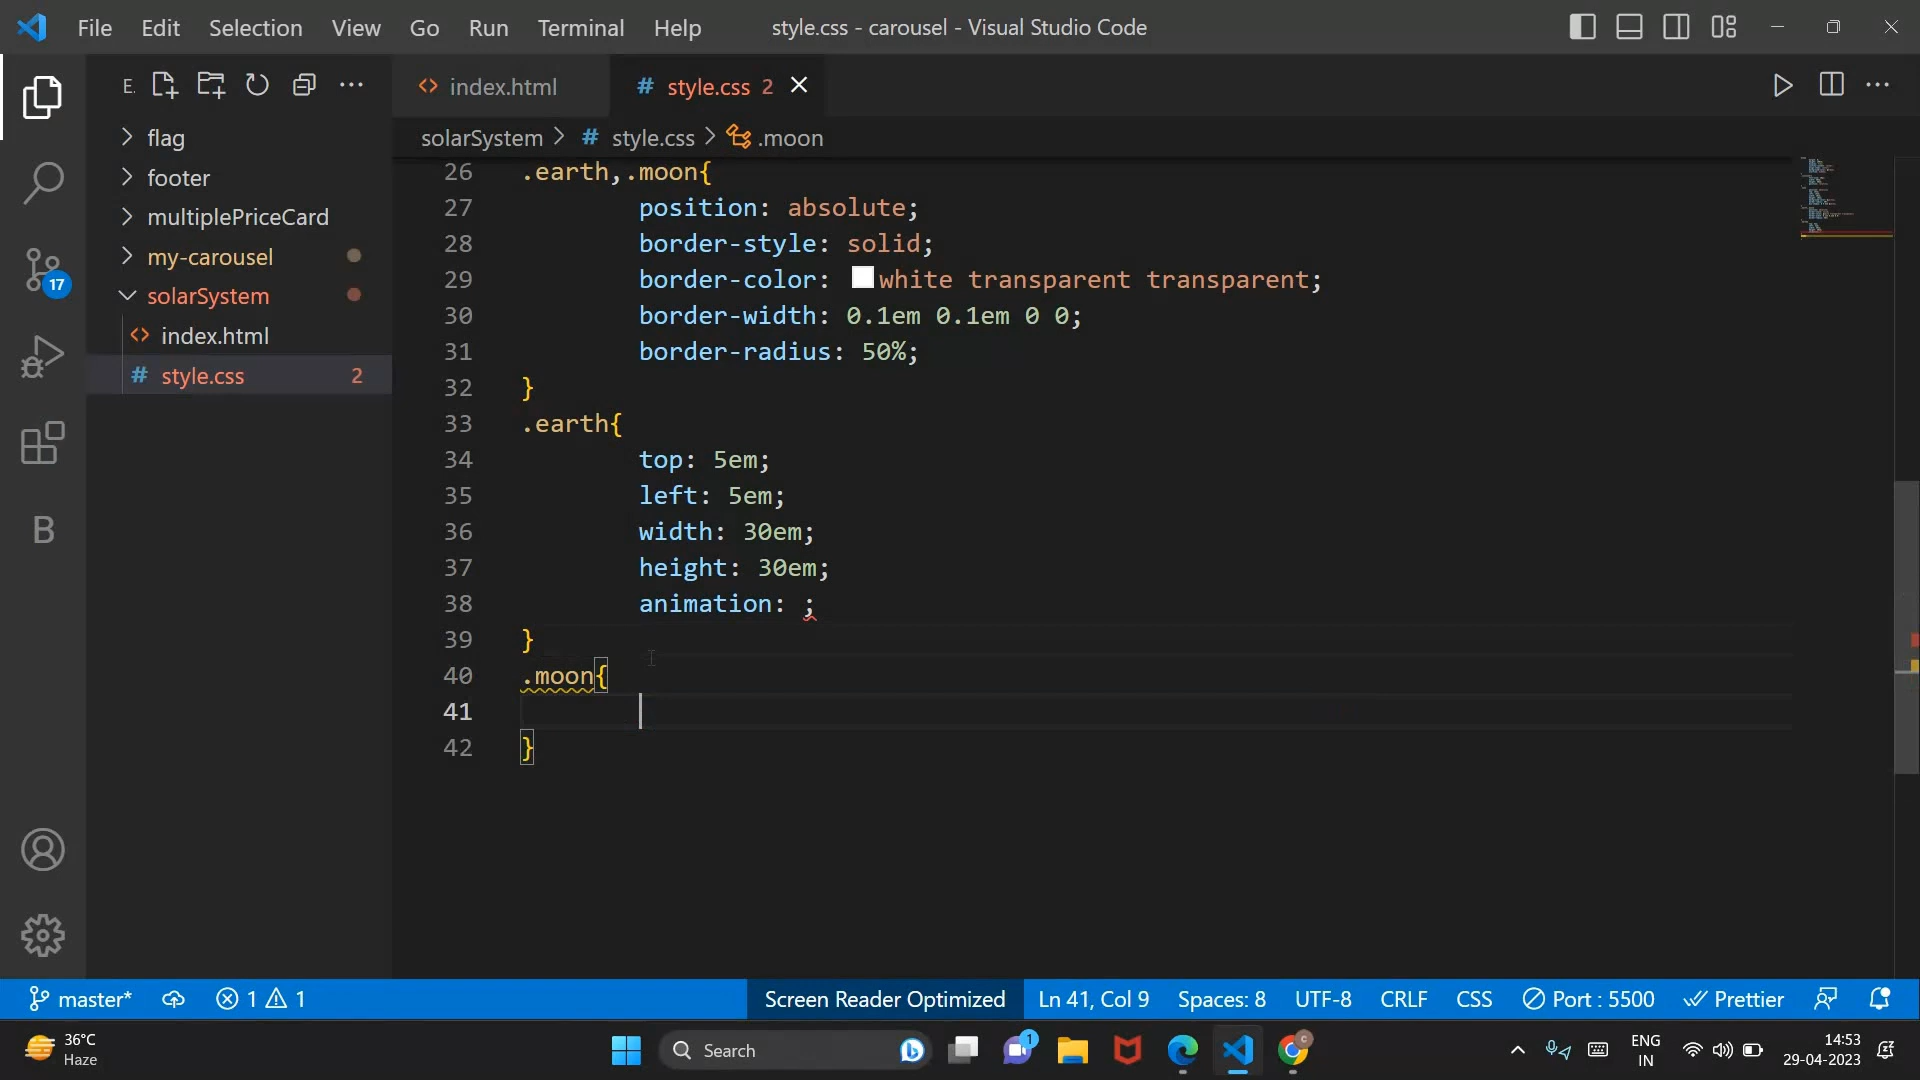 File Edit Selection View Go Run Terminal Help style.css - carousel - Visual Studio Code
E.
index.html # style.css 2
flag
footer
multiplePriceCard
my-carousel
solarSystem
index.html
# style.css 2
17
B
solarSystem > # style.css > .moon
26 .earth,.moon{
27 position: absolute;
28 border-style: solid;
29 border-color: white transparent transparent;
30 border-width: 0.1em 0.1em 0 0;
31 border-radius: 50%;
32 }
33 .earth{
34 top: 5em;
35 left: 5em;
36 width: 30em;
37 height: 30em;
38 animation: ;
39 }
40 .moon{
41
42 }
master* 1 1 Screen Reader Optimized Ln 41, Col 9 Spaces: 8 UTF-8 CRLF CSS Port : 5500 Prettier
36°C
Haze
Search
1
ENG
IN
14:53
29-04-2023